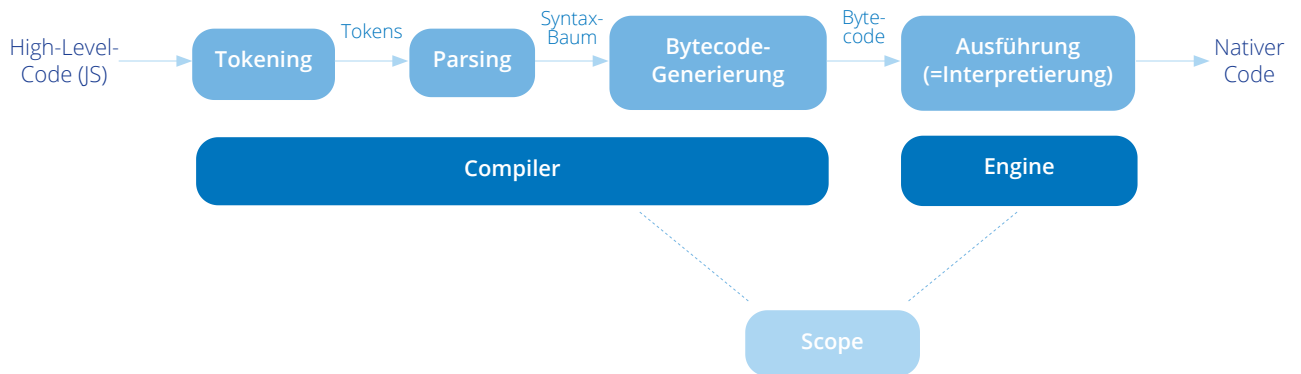 High-Level-
Code (JS)
Tokening
Tokens
Parsing
Syntax-
Baum
Bytecode-
Generierung
Byte-
code
Ausführung
(=Interpretierung)
Nativer
Code
Compiler
Engine
Scope